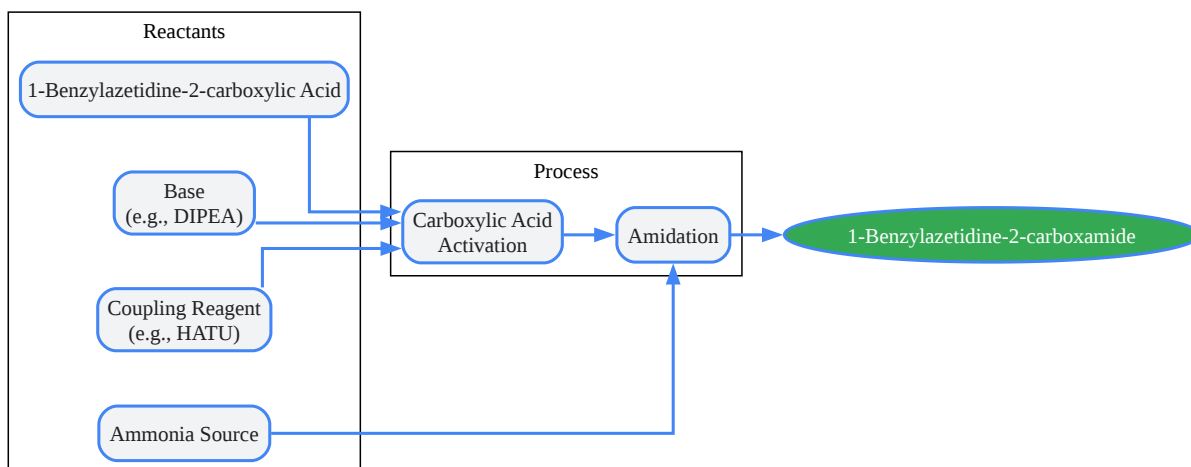 Reactants
1-Benzylazetidine-2-carboxylic Acid
Base
(e.g., DIPEA)
Coupling Reagent
(e.g., HATU)
Ammonia Source
Process
Carboxylic Acid
Activation
Amidation
1-Benzylazetidine-2-carboxamide